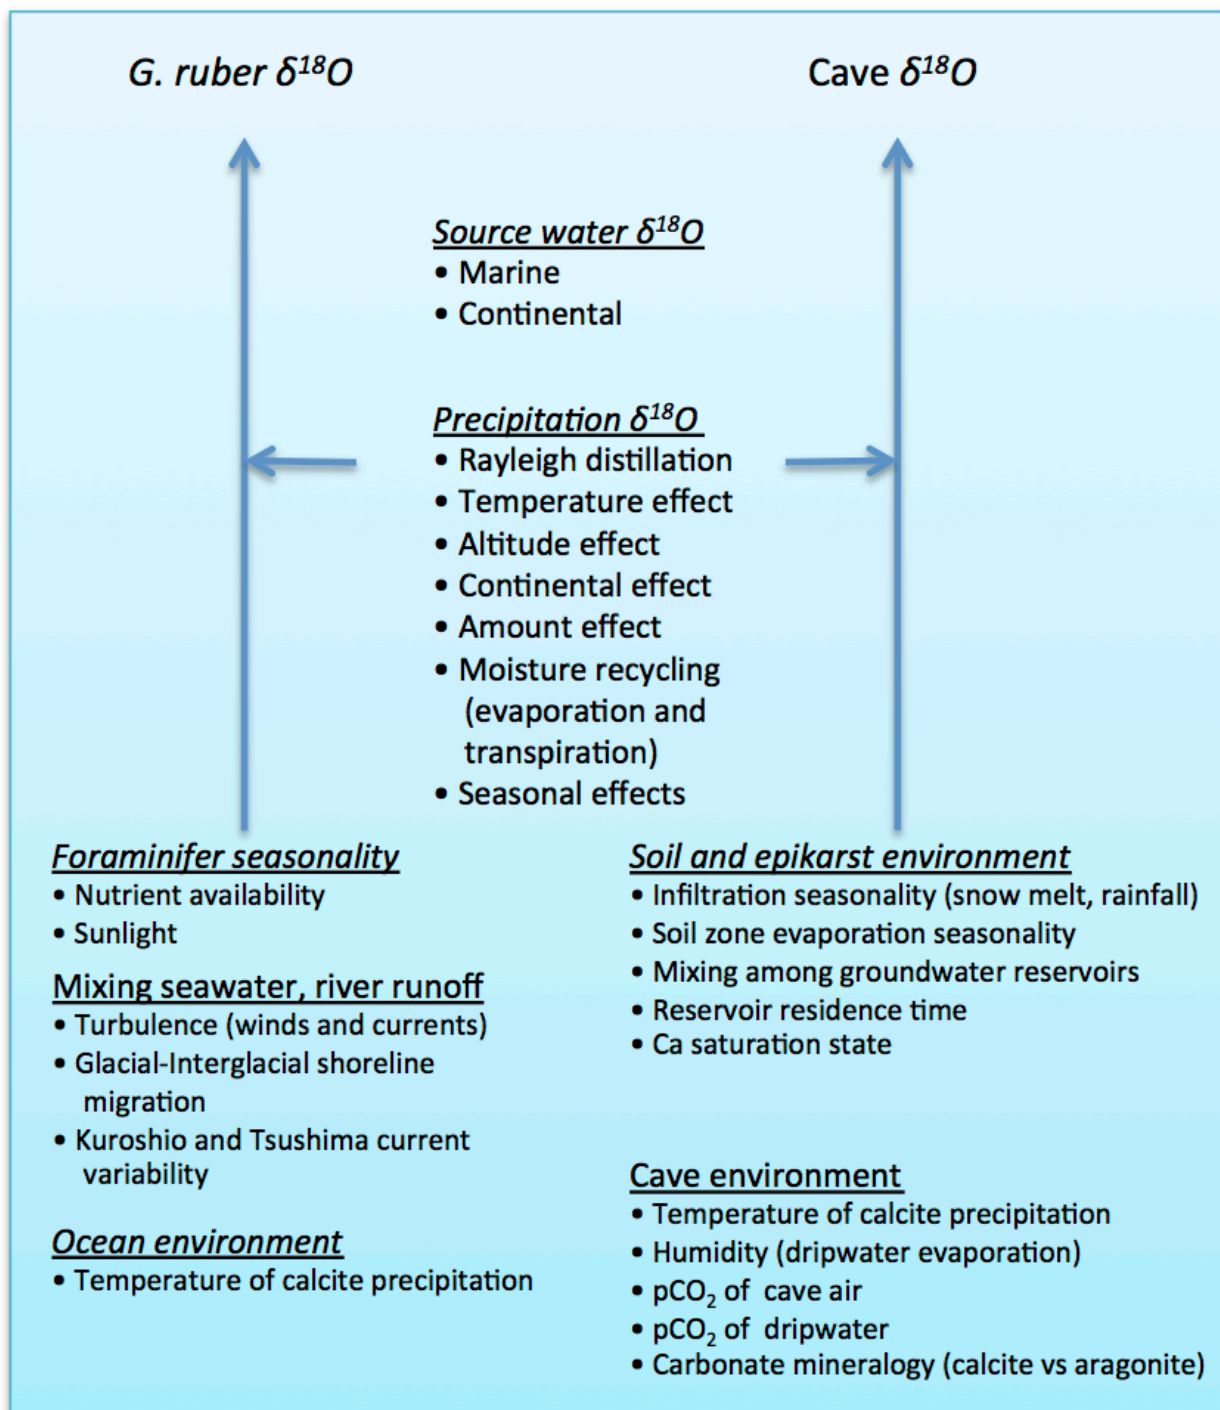 G. ruber δ18O
Cave δ18O
Source water δ18O
• Marine
• Continental
Precipitation δ18O
• Rayleigh distillation
• Temperature effect
• Altitude effect
• Continental effect
• Amount effect
• Moisture recycling
(evaporation and
transpiration)
• Seasonal effects
Foraminifer seasonality
• Nutrient availability
• Sunlight
Mixing seawater, river runoff
• Turbulence (winds and currents)
• Glacial-Interglacial shoreline
migration
• Kuroshio and Tsushima current
variability
Ocean environment
• Temperature of calcite precipitation
Soil and epikarst environment
• Infiltration seasonality (snow melt, rainfall)
• Soil zone evaporation seasonality
• Mixing among groundwater reservoirs
• Reservoir residence time
• Ca saturation state
Cave environment
• Temperature of calcite precipitation
• Humidity (dripwater evaporation)
• pCO2 of cave air
• pCO2 of dripwater
• Carbonate mineralogy (calcite vs aragonite)